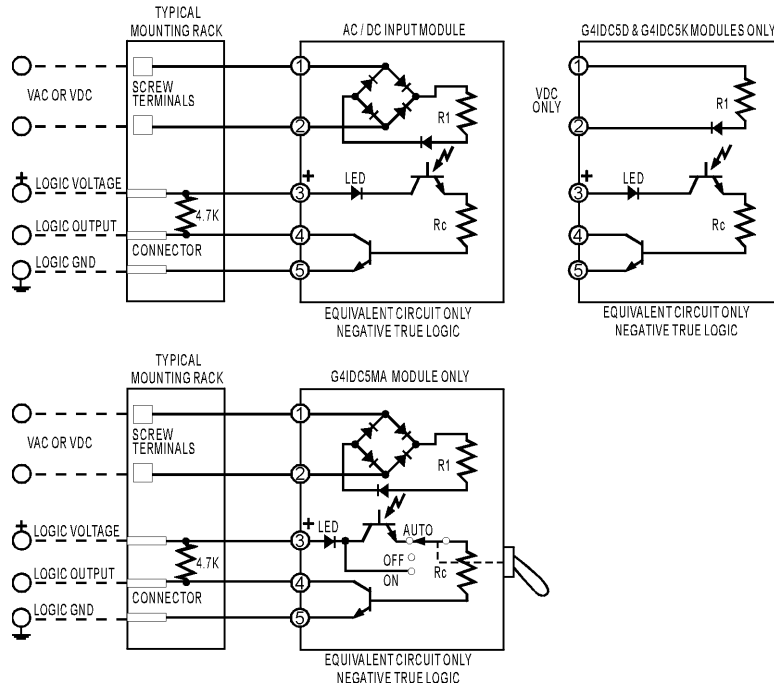 TYPICAL
MOUNTING RACK
AC / DC INPUT MODULE
G4IDC5D & G4IDC5K MODULES ONLY
1
SCREW
TERMINALS
VAC OR VDC
2
R1
1
VDC
ONLY
2
R1
+
LOGIC VOLTAGE
3
+
LED
4.7K
LOGIC OUTPUT
4
Rc
CONNECTOR
LOGIC GND
5
+
3
LED
4
Rc
5
EQUIVALENT CIRCUIT ONLY
NEGATIVE TRUE LOGIC
EQUIVALENT CIRCUIT ONLY
NEGATIVE TRUE LOGIC
TYPICAL
MOUNTING RACK
G4IDC5MA MODULE ONLY
1
SCREW
TERMINALS
VAC OR VDC
2
R1
+
LOGIC VOLTAGE
3
+
LED
AUTO
4.7K
OFF
ON
Rc
LOGIC OUTPUT
4
CONNECTOR
LOGIC GND
5
EQUIVALENT CIRCUIT ONLY
NEGATIVE TRUE LOGIC